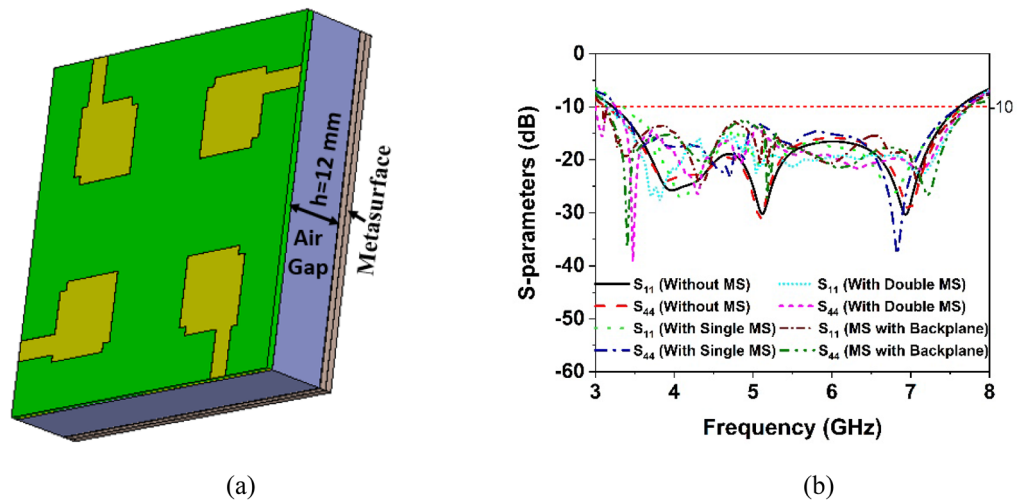 h=12 mm
Air
Gap
Metasurface
(a)
S-parameters (dB)
0
-10
-20
-30
-40
-50
-60
10
S11 (Without MS)
S44 (Without MS)
S11 (With Single MS)
S44 (With Single MS)
S11 (With Double MS)
S44 (With Double MS)
S11 (MS with Backplane)
S44 (MS with Backplane)
3 4 5 6 7 8
Frequency (GHz)
(b)